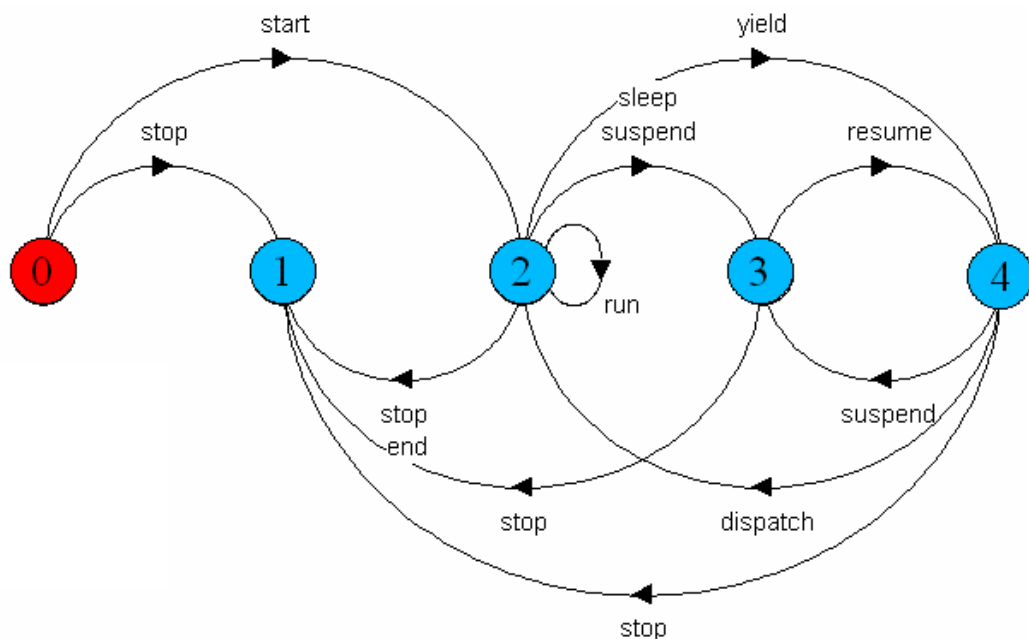 start
yield
sleep
stop
suspend
resume
0
1
2
3
4
run
stop
suspend
end
stop
dispatch
stop